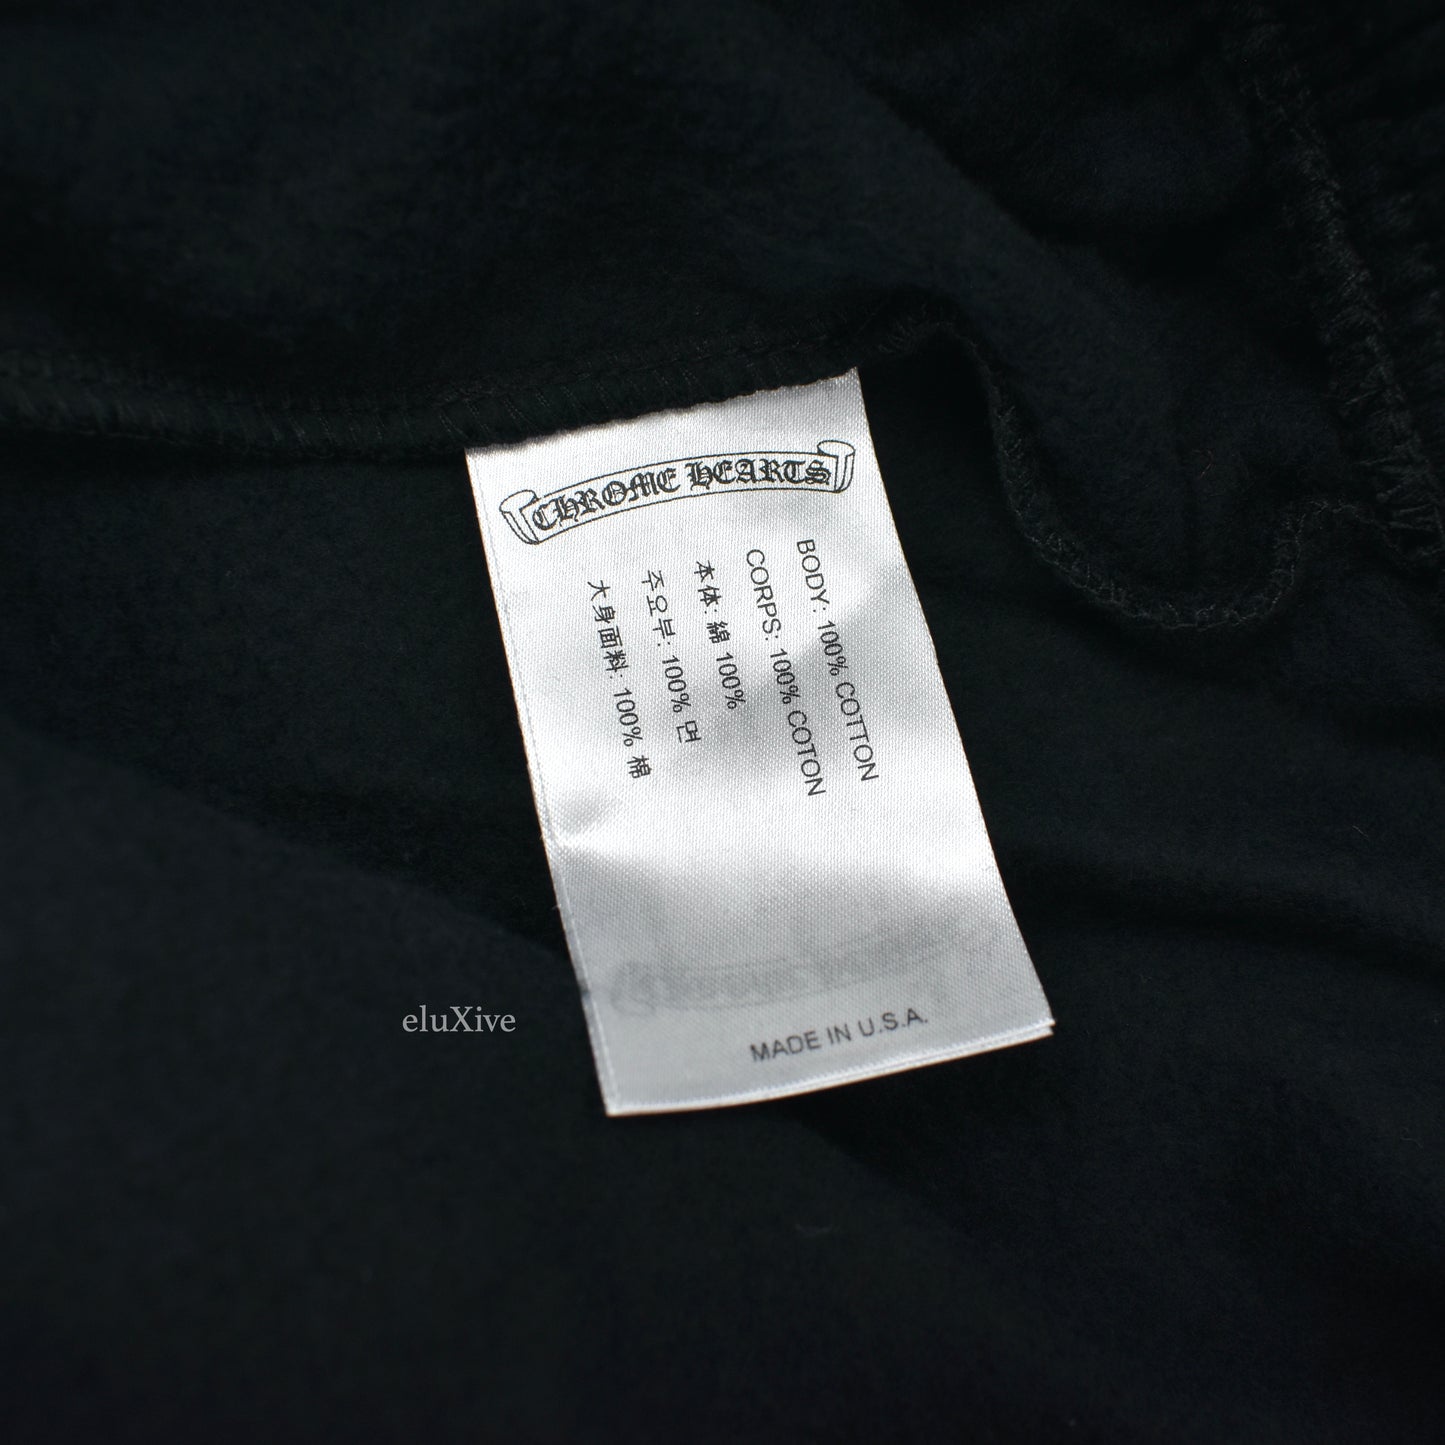 CHROME HEARTS
BODY: 100% COTTON
CORPS: 100% COTON
本体: 綿 100%
주요부: 100% 면
大身面料: 100% 棉
MADE IN U.S.A.
eluXive